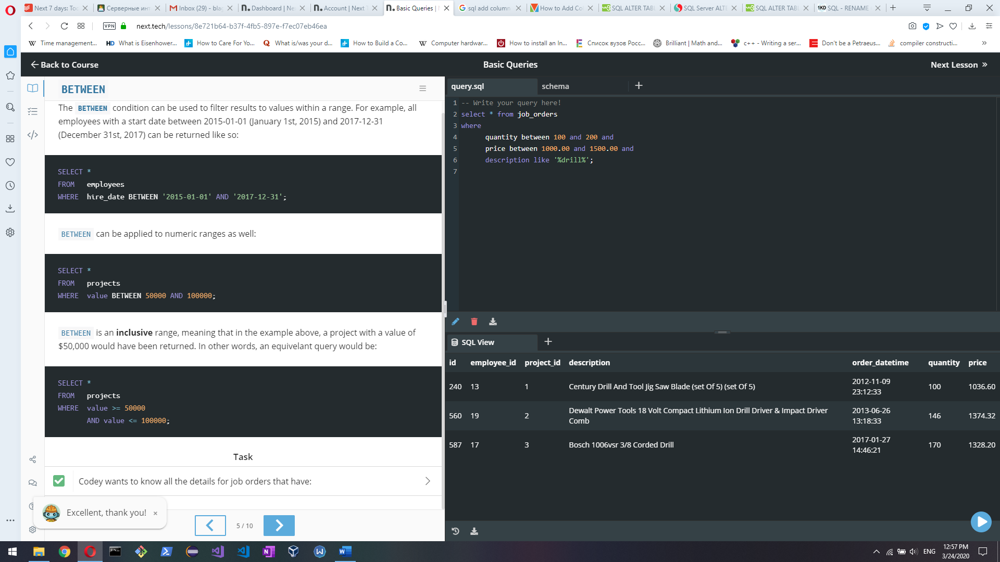 Next 7 days: Toc
Серверные инт
Inbox (29) - bla
n. Dashboard | Ne
n. Account | Next
n. Basic Queries |
sql add column
How to Add Co
SQL ALTER TAB
SQL Server ALTE
SQL ALTER TAB
1KD SQL - RENAME
VPN
next.tech/lessons/8e721b64-b37f-4fb5-897e-f7ec07eb46ea
Time management...
What is Eisenhower...
How to Care For Yo...
What is/was your d...
How to Build a Co...
Computer hardwar...
How to install an In...
Список вузов Росс...
Brilliant | Math and...
c++ - Writing a ser...
Don't be a Petraeus...
compiler constructi...
Back to Course
Basic Queries
Next Lesson »
BETWEEN
The BETWEEN condition can be used to filter results to values within a range. For example, all
employees with a start date between 2015-01-01 (January 1st, 2015) and 2017-12-31
(December 31st, 2017) can be returned like so:
SELECT *
FROM employees
WHERE hire_date BETWEEN '2015-01-01' AND '2017-12-31';
BETWEEN can be applied to numeric ranges as well:
SELECT *
FROM projects
WHERE value BETWEEN 50000 AND 100000;
BETWEEN is an inclusive range, meaning that in the example above, a project with a value of
$50,000 would have been returned. In other words, an equivelant query would be:
SELECT *
FROM projects
WHERE value >= 50000
AND value <= 100000;
Task
Codey wants to know all the details for job orders that have:
Excellent, thank you! ×
5 / 10
query.sql
schema
1 -- Write your query here!
2 select * from job_orders
3 where
4 quantity between 100 and 200 and
5 price between 1000.00 and 1500.00 and
6 description like '%drill%';
7
SQL View
id employee_id project_id description order_datetime quantity price
240 13 1 Century Drill And Tool Jig Saw Blade (set Of 5) (set Of 5) 2012-11-09 23:12:33 100 1036.60
560 19 2 Dewalt Power Tools 18 Volt Compact Lithium Ion Drill Driver & Impact Driver Comb 2013-06-26 13:18:33 146 1374.32
587 17 3 Bosch 1006vsr 3/8 Corded Drill 2017-01-27 14:46:21 170 1328.20
ENG
12:57 PM
3/24/2020